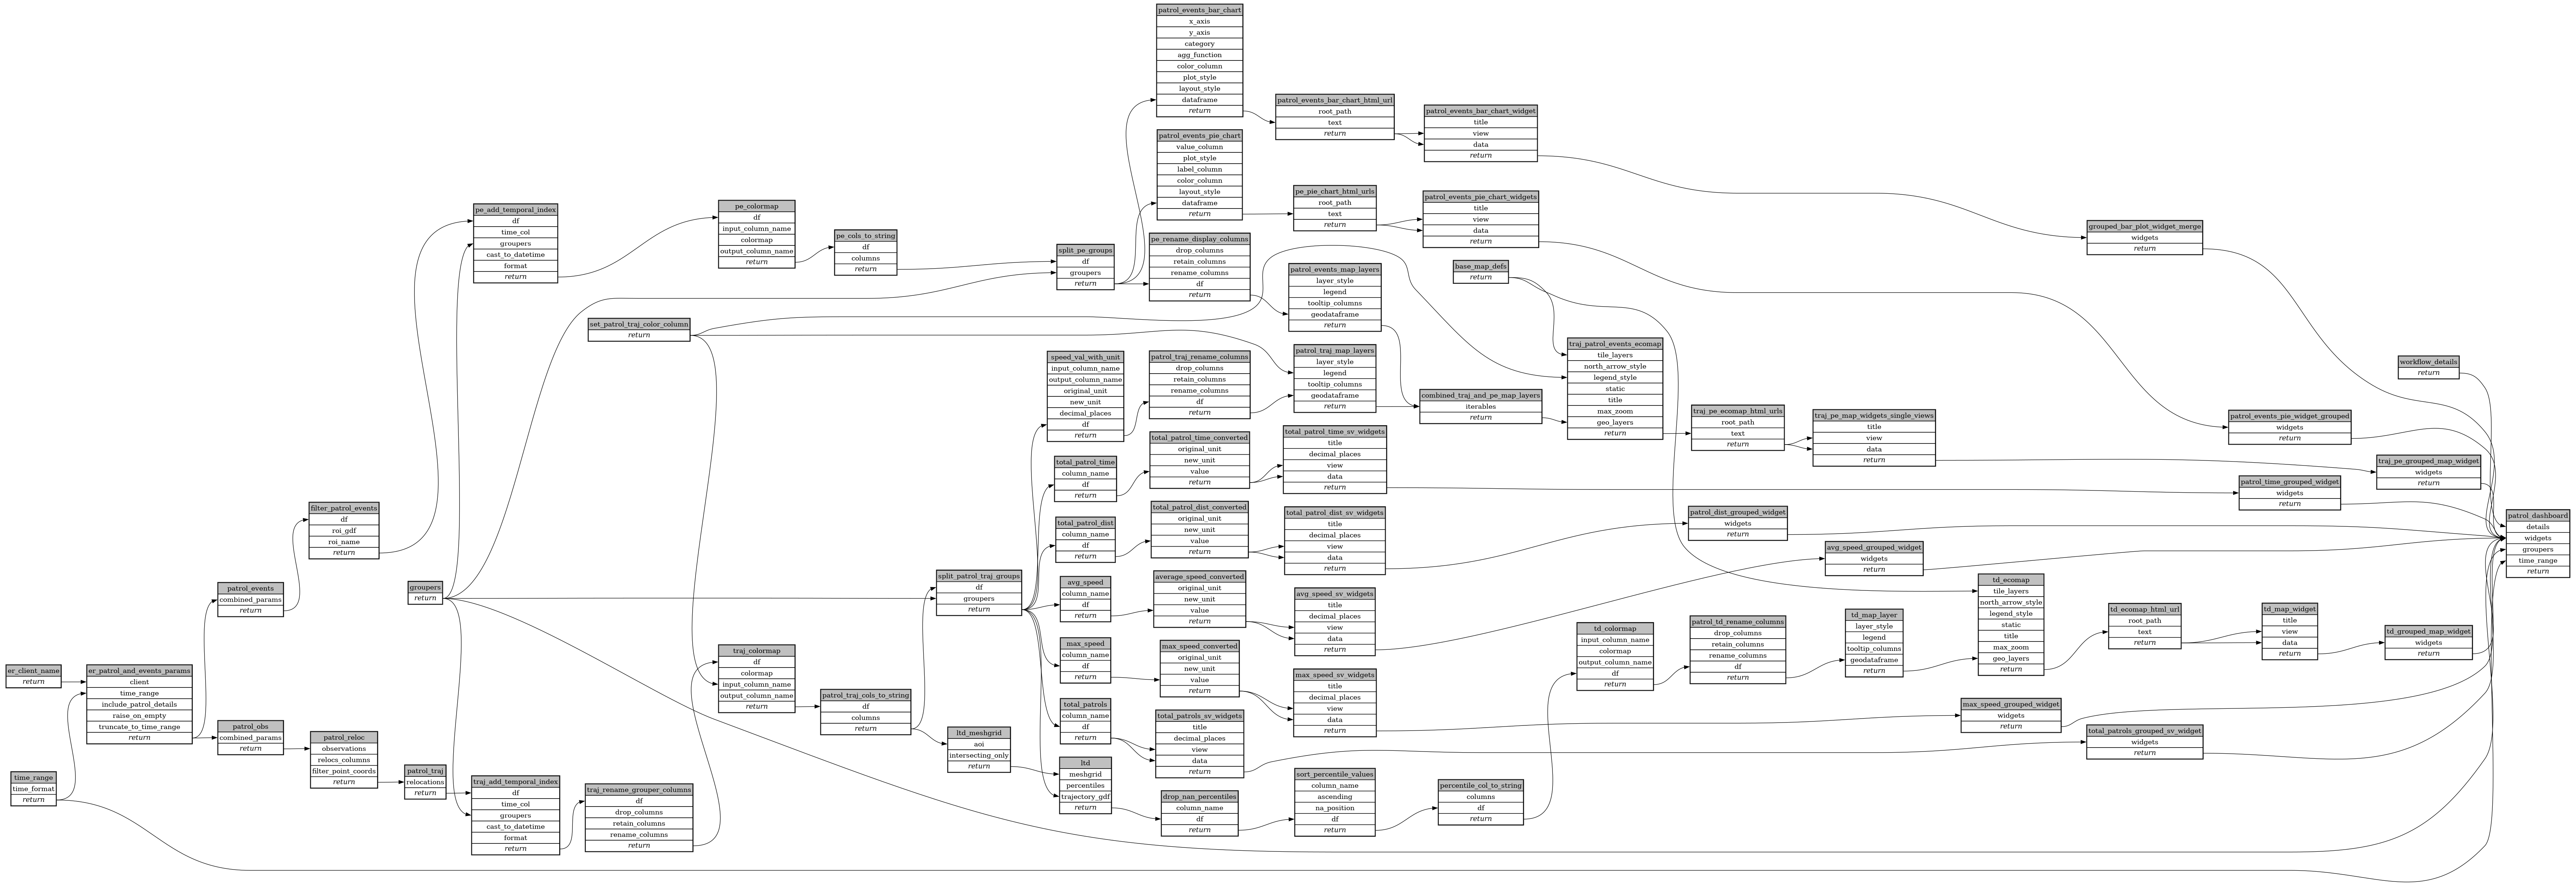 er_client_name
return
time_range
time_format
return
er_patrol_and_events_params
client
time_range
include_patrol_details
raise_on_empty
truncate_to_time_range
return
patrol_events
combined_params
return
patrol_obs
combined_params
return
filter_patrol_events
df
roi_gdf
roi_name
return
patrol_reloc
observations
relocs_columns
filter_point_coords
return
groupers
return
patrol_traj
relocations
return
pe_add_temporal_index
df
time_col
groupers
cast_to_datetime
format
return
traj_add_temporal_index
df
time_col
groupers
cast_to_datetime
format
return
set_patrol_traj_color_column
return
traj_rename_grouper_columns
df
drop_columns
retain_columns
rename_columns
return
pe_colormap
df
input_column_name
colormap
output_column_name
return
traj_colormap
df
colormap
input_column_name
output_column_name
return
pe_cols_to_string
df
columns
return
patrol_traj_cols_to_string
df
columns
return
split_patrol_traj_groups
df
groupers
return
ltd_meshgrid
aoi
intersecting_only
return
split_pe_groups
df
groupers
return
speed_val_with_unit
input_column_name
output_column_name
original_unit
new_unit
decimal_places
df
return
total_patrol_time
column_name
df
return
total_patrol_dist
column_name
df
return
avg_speed
column_name
df
return
max_speed
column_name
df
return
total_patrols
column_name
df
return
ltd
meshgrid
percentiles
trajectory_gdf
return
patrol_events_bar_chart
x_axis
y_axis
category
agg_function
color_column
plot_style
layout_style
dataframe
return
patrol_events_pie_chart
value_column
plot_style
label_column
color_column
layout_style
dataframe
return
pe_rename_display_columns
drop_columns
retain_columns
rename_columns
df
return
patrol_traj_rename_columns
drop_columns
retain_columns
rename_columns
df
return
total_patrol_time_converted
original_unit
new_unit
value
return
total_patrol_dist_converted
original_unit
new_unit
value
return
average_speed_converted
original_unit
new_unit
value
return
max_speed_converted
original_unit
new_unit
value
return
total_patrols_sv_widgets
title
decimal_places
view
data
return
drop_nan_percentiles
column_name
df
return
patrol_events_bar_chart_html_url
root_path
text
return
pe_pie_chart_html_urls
root_path
text
return
patrol_events_map_layers
layer_style
legend
tooltip_columns
geodataframe
return
patrol_traj_map_layers
layer_style
legend
tooltip_columns
geodataframe
return
total_patrol_time_sv_widgets
title
decimal_places
view
data
return
total_patrol_dist_sv_widgets
title
decimal_places
view
data
return
avg_speed_sv_widgets
title
decimal_places
view
data
return
max_speed_sv_widgets
title
decimal_places
view
data
return
sort_percentile_values
column_name
ascending
na_position
df
return
patrol_events_bar_chart_widget
title
view
data
return
patrol_events_pie_chart_widgets
title
view
data
return
base_map_defs
return
combined_traj_and_pe_map_layers
iterables
return
percentile_col_to_string
columns
df
return
traj_patrol_events_ecomap
tile_layers
north_arrow_style
legend_style
static
title
max_zoom
geo_layers
return
td_colormap
input_column_name
colormap
output_column_name
df
return
traj_pe_ecomap_html_urls
root_path
text
return
patrol_dist_grouped_widget
widgets
return
patrol_td_rename_columns
drop_columns
retain_columns
rename_columns
df
return
traj_pe_map_widgets_single_views
title
view
data
return
avg_speed_grouped_widget
widgets
return
td_map_layer
layer_style
legend
tooltip_columns
geodataframe
return
td_ecomap
tile_layers
north_arrow_style
legend_style
static
title
max_zoom
geo_layers
return
max_speed_grouped_widget
widgets
return
grouped_bar_plot_widget_merge
widgets
return
td_ecomap_html_url
root_path
text
return
total_patrols_grouped_sv_widget
widgets
return
patrol_events_pie_widget_grouped
widgets
return
patrol_time_grouped_widget
widgets
return
td_map_widget
title
view
data
return
workflow_details
return
traj_pe_grouped_map_widget
widgets
return
td_grouped_map_widget
widgets
return
patrol_dashboard
details
widgets
groupers
time_range
return